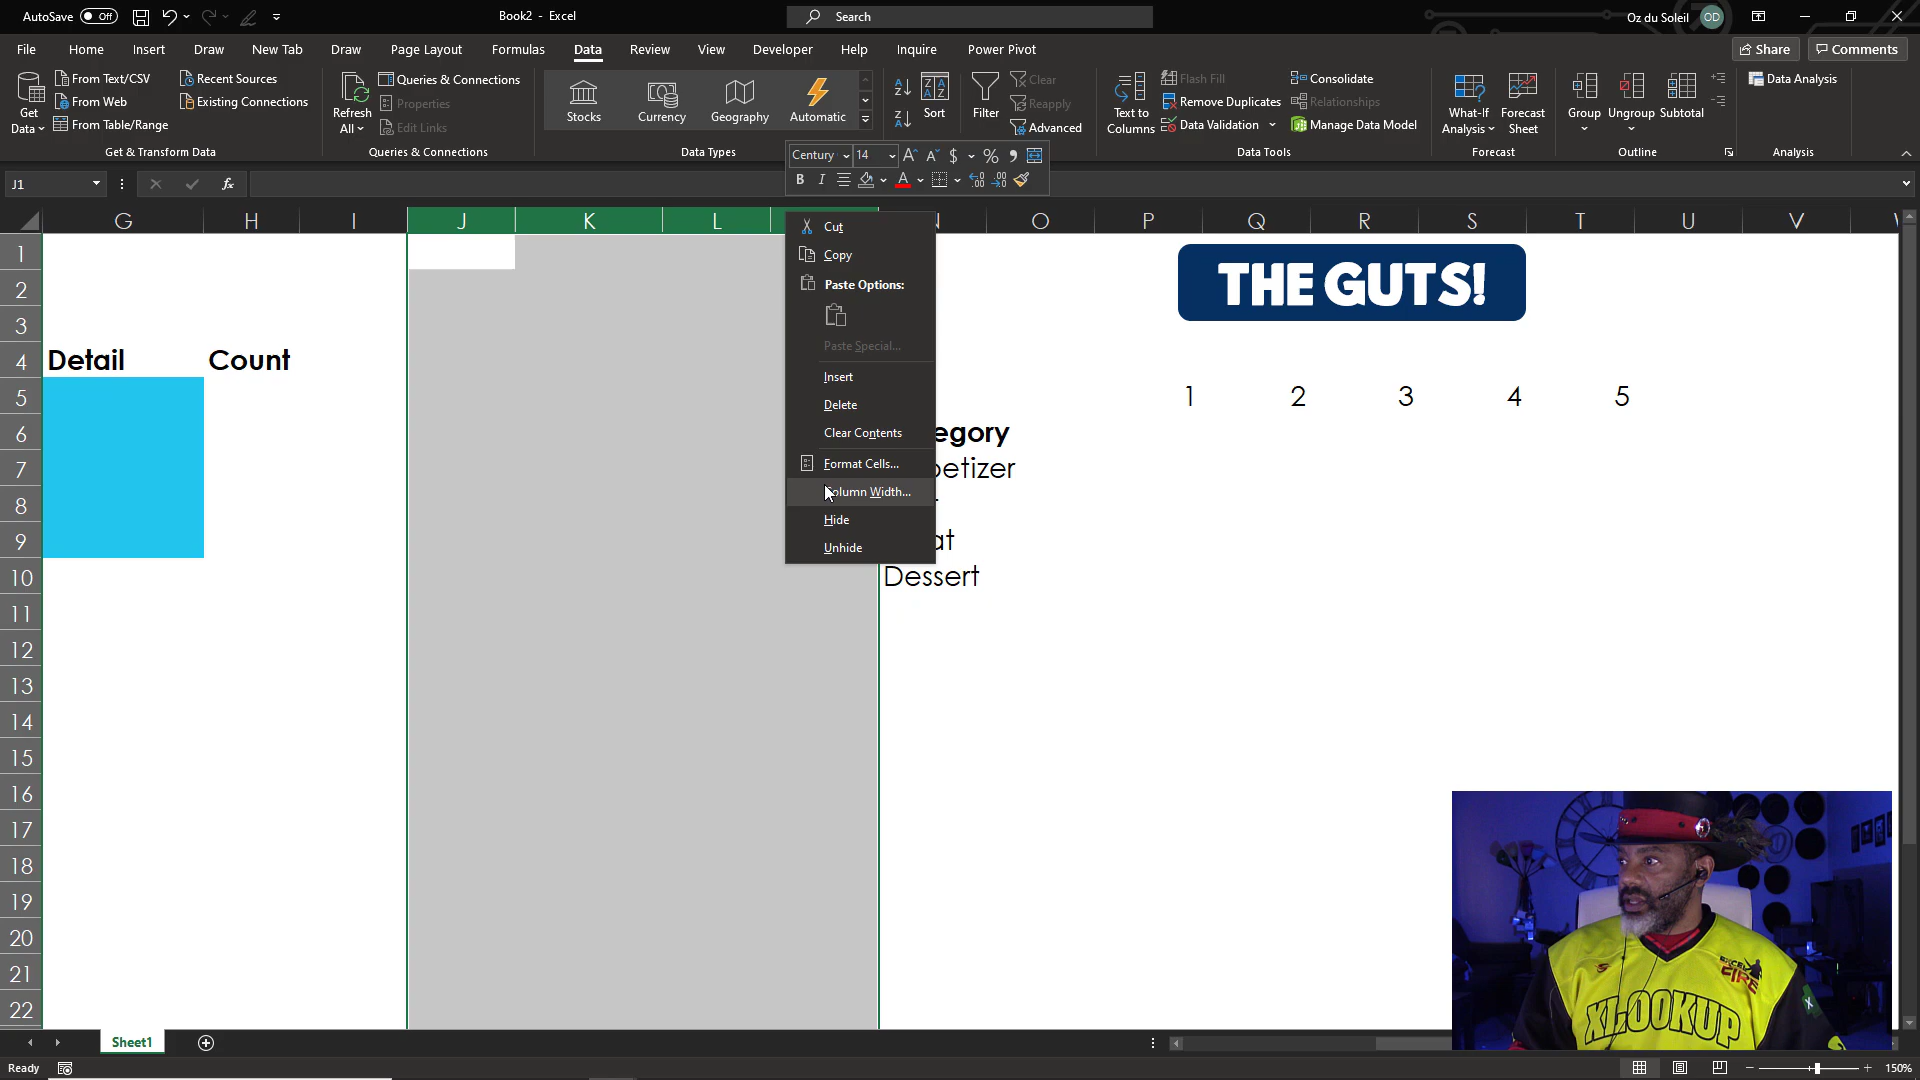 AutoSave Off Book2 - Excel Search Oz du Soleil OD
File Home Insert Draw New Tab Draw Page Layout Formulas Data Review View Developer Help Inquire Power Pivot Share Comments
Get Data
From Text/CSV
From Web
From Table/Range
Recent Sources
Existing Connections
Get & Transform Data
Refresh All
Queries & Connections
Properties
Edit Links
Queries & Connections
Stocks Currency Geography Automatic
Data Types
Sort Filter
Clear
Reapply
Advanced
Text to Columns
Flash Fill
Remove Duplicates
Data Validation
Consolidate
Relationships
Manage Data Model
Data Tools
What-If Analysis
Forecast Sheet
Forecast
Group Ungroup Subtotal
Outline
Data Analysis
Analysis
Century 14 A A $ % 9
B I A
J1 fx
G H I J K L N O P Q R S T U V
1
2
3
4
5
6
7
8
9
10
11
12
13
14
15
16
17
18
19
20
21
22
Detail Count
Cut
Copy
Paste Options:
Paste Special...
Insert
Delete
Clear Contents
Format Cells...
olumn Width...
Hide
Unhide
THE GUTS!
1 2 3 4 5
egory
petizer
at
Dessert
EXCEL
FIRE
XLOOKUP
X
Sheet1
Ready 150%